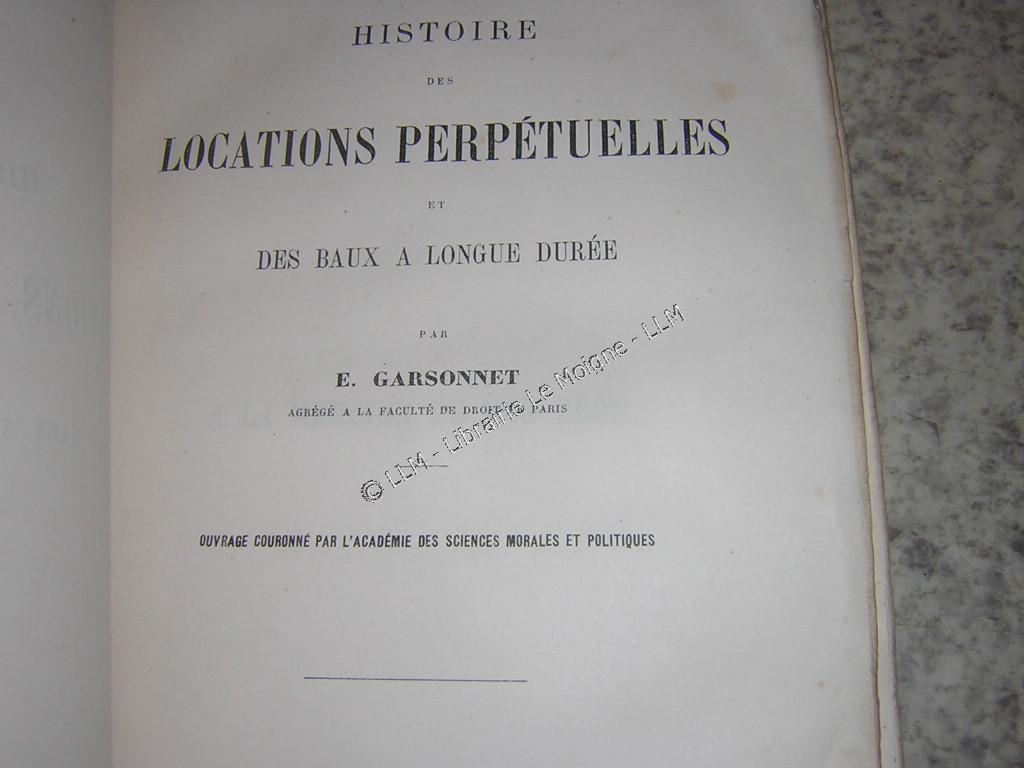 HISTOIRE
DES
LOCATIONS PERPÉTUELLES
ET
DES BAUX A LONGUE DURÉE
PAR
E. GARSONNET
AGRÉGÉ A LA FACULTÉ DE DROIT DE PARIS
© LLM - Librairie Le Moigne - LLM
OUVRAGE COURONNÉ PAR L'ACADÉMIE DES SCIENCES MORALES ET POLITIQUES